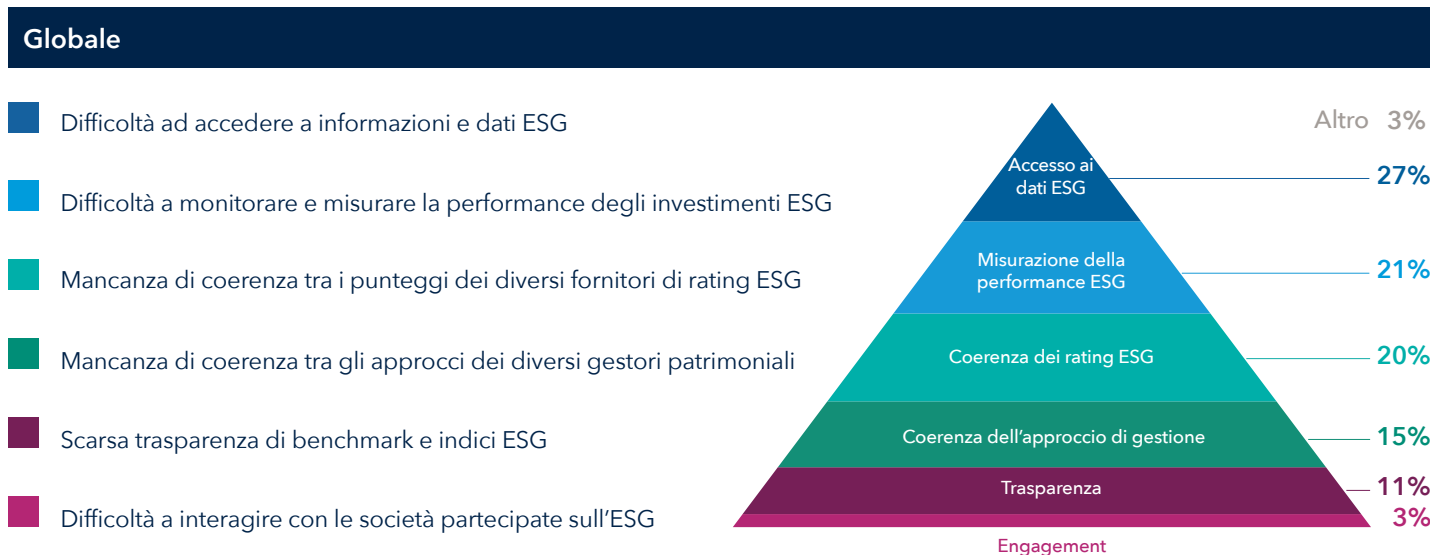 Globale
Difficoltà ad accedere a informazioni e dati ESG
Difficoltà a monitorare e misurare la performance degli investimenti ESG
Mancanza di coerenza tra i punteggi dei diversi fornitori di rating ESG
Mancanza di coerenza tra gli approcci dei diversi gestori patrimoniali
Scarsa trasparenza di benchmark e indici ESG
Difficoltà a interagire con le società partecipate sull'ESG
Altro 3%
Accesso ai
dati ESG
27%
Misurazione della
performance ESG
21%
Coerenza dei rating ESG
20%
Coerenza dell'approccio di gestione
15%
Trasparenza
11%
3%
Engagement